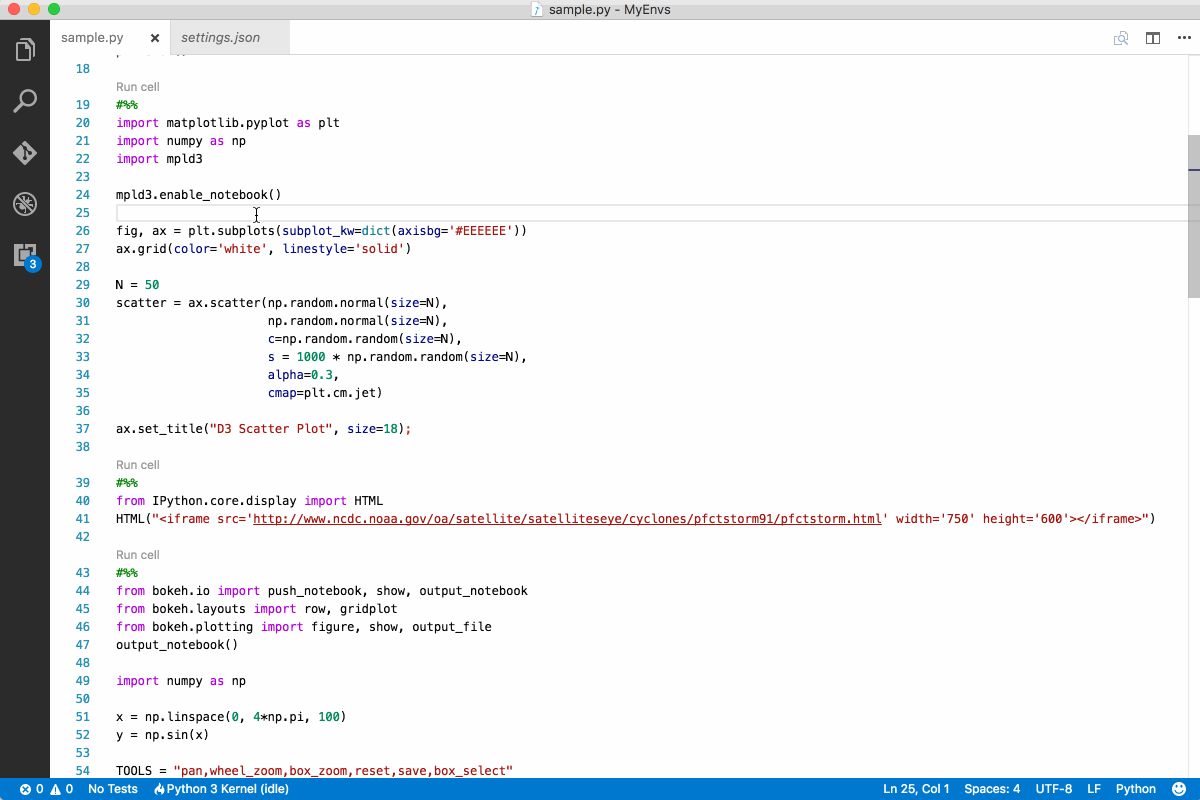 sample.py - MyEnvs
sample.py × settings.json
18
Run cell
19 #%%
20 import matplotlib.pyplot as plt
21 import numpy as np
22 import mpld3
23
24 mpld3.enable_notebook()
25
26 fig, ax = plt.subplots(subplot_kw=dict(axisbg='#EEEEEE'))
27 ax.grid(color='white', linestyle='solid')
28
29 N = 50
30 scatter = ax.scatter(np.random.normal(size=N),
31 np.random.normal(size=N),
32 c=np.random.random(size=N),
33 s = 1000 * np.random.random(size=N),
34 alpha=0.3,
35 cmap=plt.cm.jet)
36
37 ax.set_title("D3 Scatter Plot", size=18);
38
Run cell
39 #%%
40 from IPython.core.display import HTML
41 HTML("<iframe src='http://www.ncdc.noaa.gov/oa/satellite/satelliteseye/cyclones/pfctstorm91/pfctstorm.html' width='750' height='600'></iframe>")
42
Run cell
43 #%%
44 from bokeh.io import push_notebook, show, output_notebook
45 from bokeh.layouts import row, gridplot
46 from bokeh.plotting import figure, show, output_file
47 output_notebook()
48
49 import numpy as np
50
51 x = np.linspace(0, 4*np.pi, 100)
52 y = np.sin(x)
53
54 TOOLS = "pan,wheel_zoom,box_zoom,reset,save,box_select"
3
0 0 No Tests Python 3 Kernel (idle) Ln 25, Col 1 Spaces: 4 UTF-8 LF Python